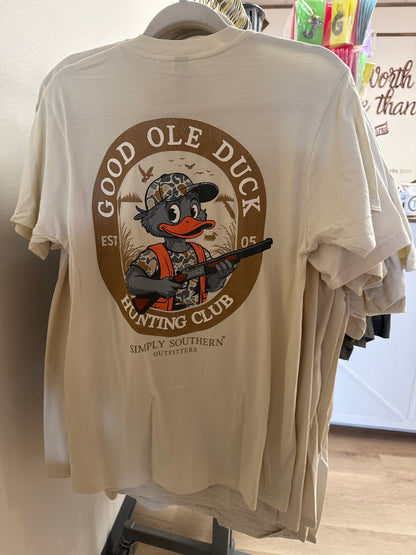 GOOD OLE DUCK
EST 05
HUNTING CLUB
SIMPLY SOUTHERN®
OUTFITTERS
worth
than
G